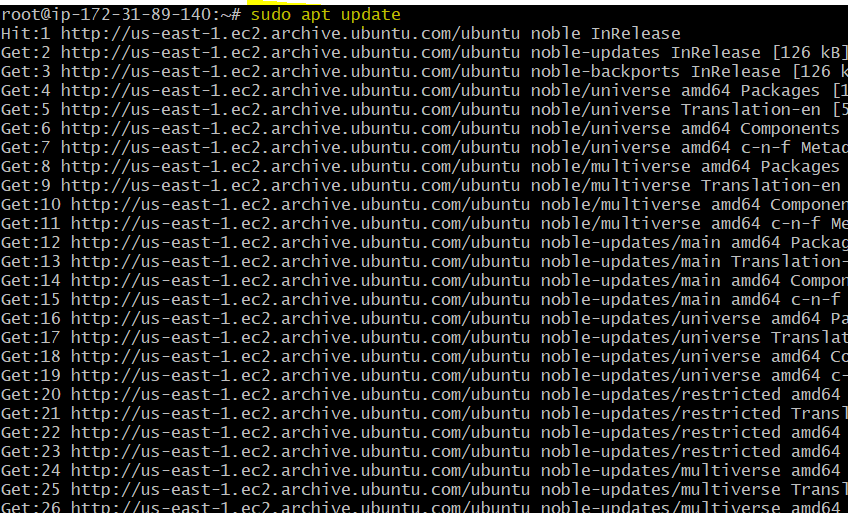 root@ip-172-31-89-140:~# sudo apt update
Hit:1 http://us-east-1.ec2.archive.ubuntu.com/ubuntu noble InRelease
Get:2 http://us-east-1.ec2.archive.ubuntu.com/ubuntu noble-updates InRelease [126 kB]
Get:3 http://us-east-1.ec2.archive.ubuntu.com/ubuntu noble-backports InRelease [126 k
Get:4 http://us-east-1.ec2.archive.ubuntu.com/ubuntu noble/universe amd64 Packages [1
Get:5 http://us-east-1.ec2.archive.ubuntu.com/ubuntu noble/universe Translation-en [5
Get:6 http://us-east-1.ec2.archive.ubuntu.com/ubuntu noble/universe amd64 Components
Get:7 http://us-east-1.ec2.archive.ubuntu.com/ubuntu noble/universe amd64 c-n-f Metad
Get:8 http://us-east-1.ec2.archive.ubuntu.com/ubuntu noble/multiverse amd64 Packages
Get:9 http://us-east-1.ec2.archive.ubuntu.com/ubuntu noble/multiverse Translation-en
Get:10 http://us-east-1.ec2.archive.ubuntu.com/ubuntu noble/multiverse amd64 Componen
Get:11 http://us-east-1.ec2.archive.ubuntu.com/ubuntu noble/multiverse amd64 c-n-f Me
Get:12 http://us-east-1.ec2.archive.ubuntu.com/ubuntu noble-updates/main amd64 Packag
Get:13 http://us-east-1.ec2.archive.ubuntu.com/ubuntu noble-updates/main Translation-
Get:14 http://us-east-1.ec2.archive.ubuntu.com/ubuntu noble-updates/main amd64 Compon
Get:15 http://us-east-1.ec2.archive.ubuntu.com/ubuntu noble-updates/main amd64 c-n-f
Get:16 http://us-east-1.ec2.archive.ubuntu.com/ubuntu noble-updates/universe amd64 Pa
Get:17 http://us-east-1.ec2.archive.ubuntu.com/ubuntu noble-updates/universe Translat
Get:18 http://us-east-1.ec2.archive.ubuntu.com/ubuntu noble-updates/universe amd64 Co
Get:19 http://us-east-1.ec2.archive.ubuntu.com/ubuntu noble-updates/universe amd64 c-
Get:20 http://us-east-1.ec2.archive.ubuntu.com/ubuntu noble-updates/restricted amd64
Get:21 http://us-east-1.ec2.archive.ubuntu.com/ubuntu noble-updates/restricted Transl
Get:22 http://us-east-1.ec2.archive.ubuntu.com/ubuntu noble-updates/restricted amd64
Get:23 http://us-east-1.ec2.archive.ubuntu.com/ubuntu noble-updates/restricted amd64
Get:24 http://us-east-1.ec2.archive.ubuntu.com/ubuntu noble-updates/multiverse amd64
Get:25 http://us-east-1.ec2.archive.ubuntu.com/ubuntu noble-updates/multiverse Transl
Get:26 http://us-east-1.ec2.archive.ubuntu.com/ubuntu noble-updates/multiverse amd64